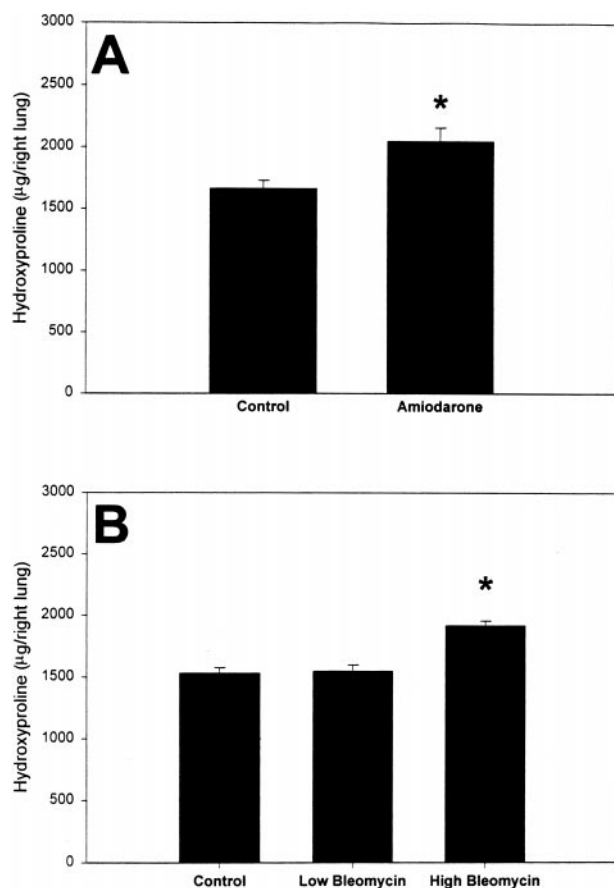 A
3000
2500
2000
1500
1000
500
0
Hydroxyproline (µg/right lung)
*
Control Amiodarone
B
3000
2500
2000
1500
1000
500
0
Hydroxyproline (µg/right lung)
*
Control Low Bleomycin High Bleomycin